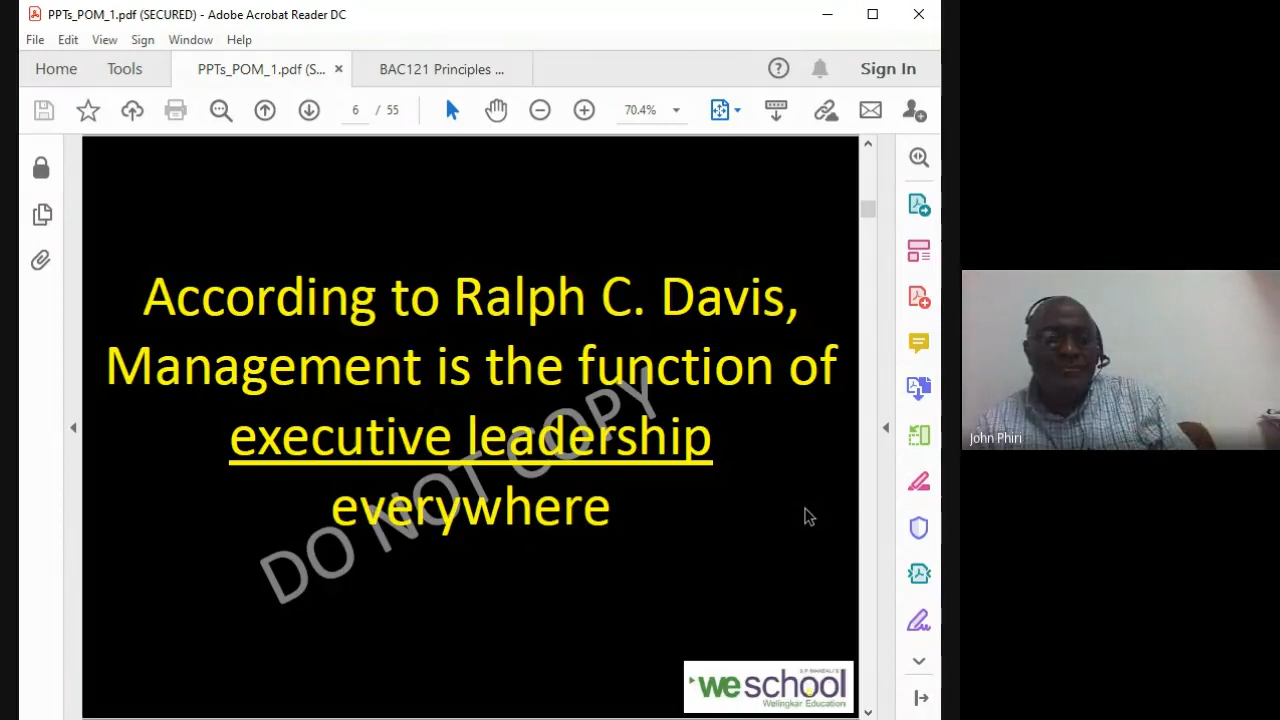 PPTs_POM_1.pdf (SECURED) - Adobe Acrobat Reader DC
File Edit View Sign Window Help
Home Tools PPTs_POM_1.pdf (S... × BAC121 Principles ... Sign In
6 / 55 70.4%
According to Ralph C. Davis,
Management is the function of
executive leadership
everywhere
DO NOT COPY
we school
Welingkar Education
John Phiri